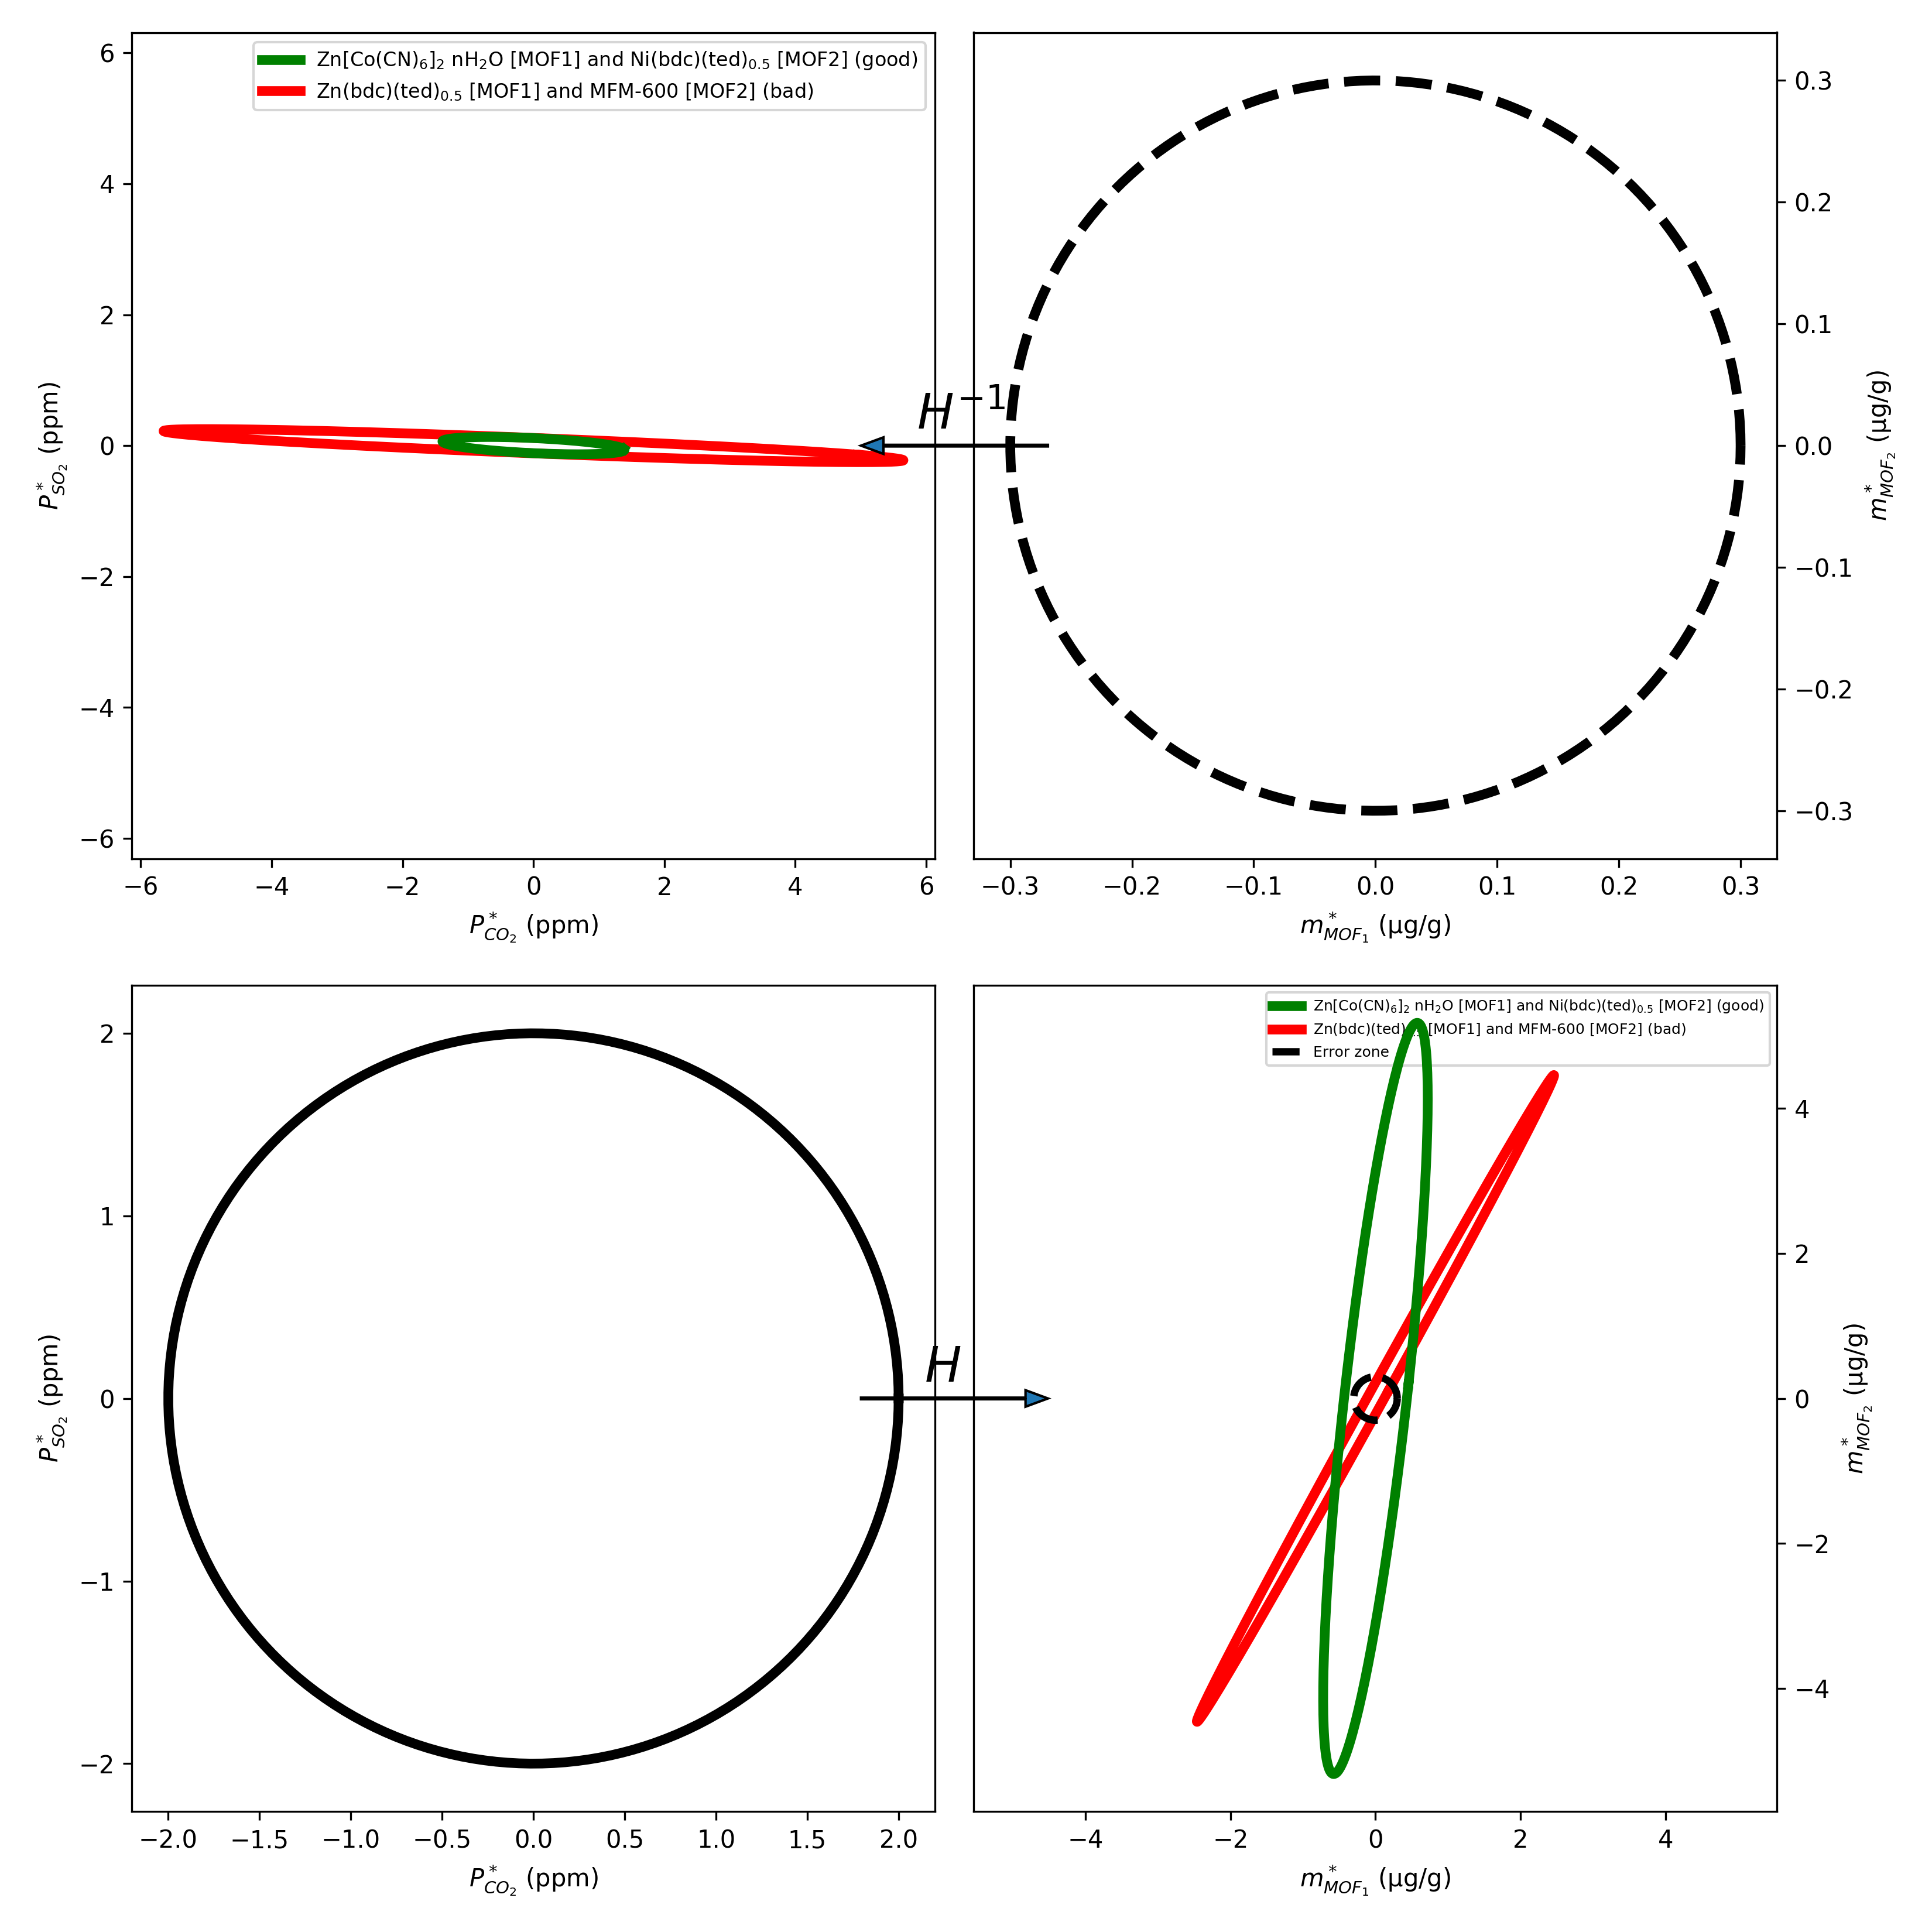 Zn[Co(CN)₆]₂ nH₂O [MOF1] and Ni(bdc)(ted)₀.₅ [MOF2] (good)
Zn(bdc)(ted)₀.₅ [MOF1] and MFM-600 [MOF2] (bad)
6
4
2
0
−2
−4
−6
P*SO₂ (ppm)
−6 −4 −2 0 2 4 6
P*CO₂ (ppm)
H⁻¹
0.3
0.2
0.1
0.0
−0.1
−0.2
−0.3
m*MOF₂ (μg/g)
−0.3 −0.2 −0.1 0.0 0.1 0.2 0.3
m*MOF₁ (μg/g)
2
1
0
−1
−2
P*SO₂ (ppm)
−2.0 −1.5 −1.0 −0.5 0.0 0.5 1.0 1.5 2.0
P*CO₂ (ppm)
H
Zn[Co(CN)₆]₂ nH₂O [MOF1] and Ni(bdc)(ted)₀.₅ [MOF2] (good)
Zn(bdc)(ted) [MOF1] and MFM-600 [MOF2] (bad)
Error zone
4
2
0
−2
−4
m*MOF₂ (μg/g)
−4 −2 0 2 4
m*MOF₁ (μg/g)